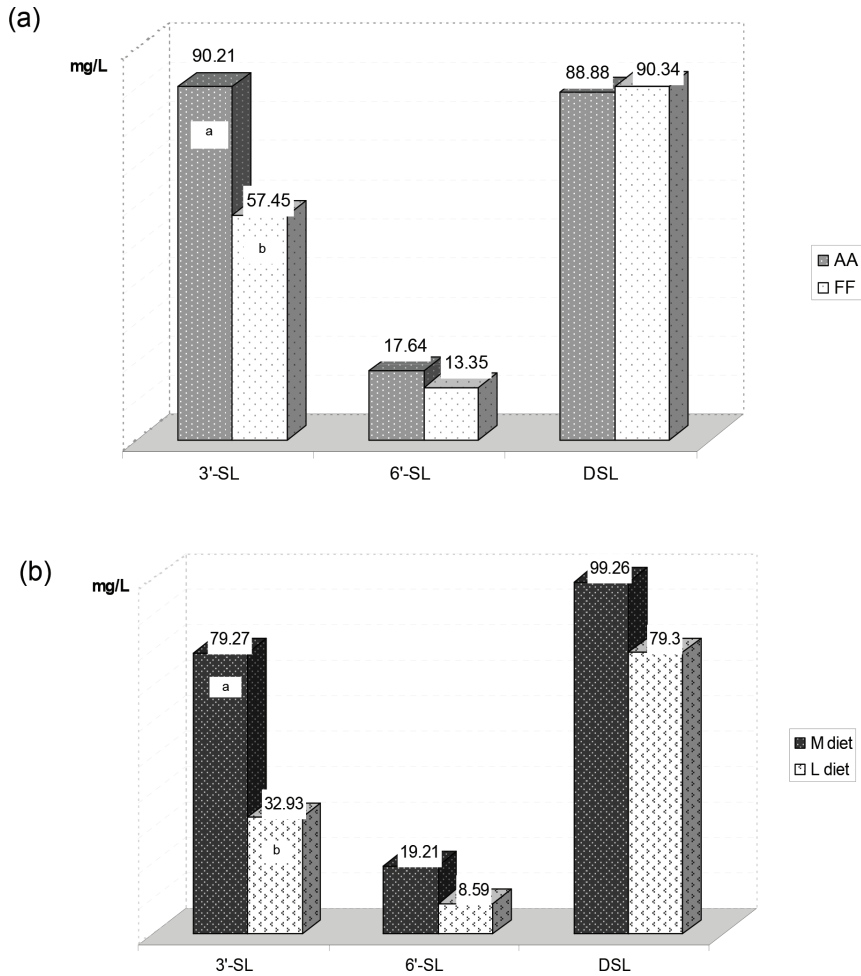 (a)
mg/L
90.21
a
57.45
b
17.64
13.35
88.88
90.34
AA
FF
3'-SL
6'-SL
DSL
(b)
mg/L
79.27
a
32.93
b
19.21
8.59
99.26
79.3
M diet
L diet
3'-SL
6'-SL
DSL